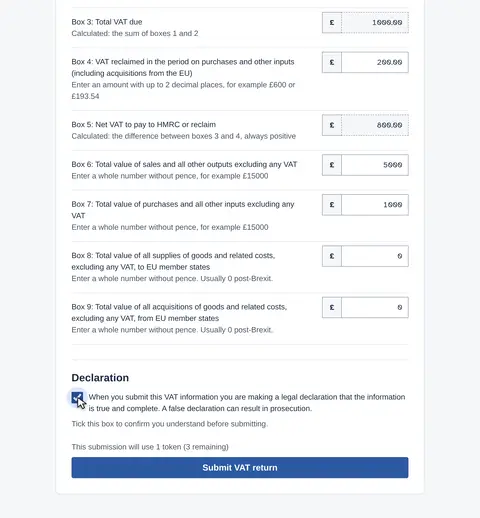 Box 3: Total VAT due
£ 1000.00
Calculated: the sum of boxes 1 and 2
Box 4: VAT reclaimed in the period on purchases and other inputs
£ 200.00
(including acquisitions from the EU)
Enter an amount with up to 2 decimal places, for example £600 or
£193.54
Box 5: Net VAT to pay to HMRC or reclaim
£ 800.00
Calculated: the difference between boxes 3 and 4, always positive
Box 6: Total value of sales and all other outputs excluding any VAT
£ 5000
Enter a whole number without pence, for example £15000
Box 7: Total value of purchases and all other inputs excluding any
£ 1000
VAT
Enter a whole number without pence, for example £15000
Box 8: Total value of all supplies of goods and related costs,
£ 0
excluding any VAT, to EU member states
Enter a whole number without pence. Usually 0 post-Brexit.
Box 9: Total value of all acquisitions of goods and related costs,
£ 0
excluding any VAT, from EU member states
Enter a whole number without pence. Usually 0 post-Brexit.
Declaration
When you submit this VAT information you are making a legal declaration that the information
is true and complete. A false declaration can result in prosecution.
Tick this box to confirm you understand before submitting.
This submission will use 1 token (3 remaining)
Submit VAT return